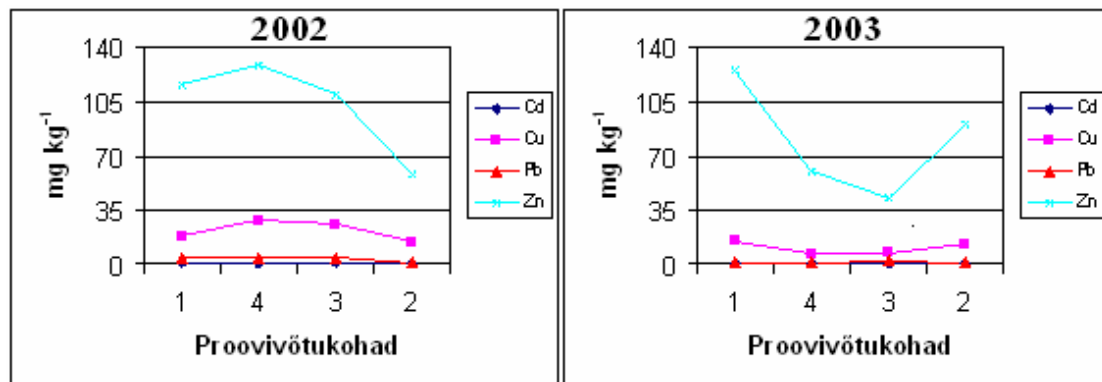 2002
140
105
70
35
0
mg kg-1
1 4 3 2
Proovivõtukohad
Cd
Cu
Pb
Zn
2003
140
105
70
35
0
mg kg-1
1 4 3 2
Proovivõtukohad
Cd
Cu
Pb
Zn